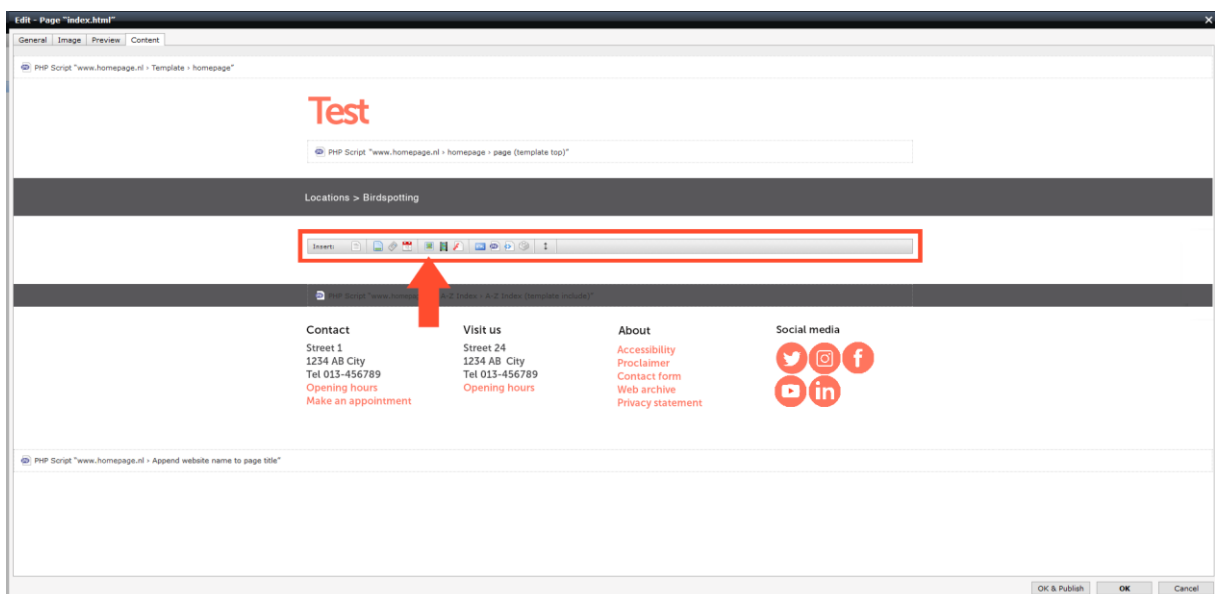 Edit - Page "index.html"
General Image Preview Content
PHP Script "www.homepage.nl › Template › homepage"
Test
PHP Script "www.homepage.nl › homepage › page (template top)"
Locations > Birdspotting
Insert:
PHP Script "www.homepag A-Z Index › A-Z Index (template include)"
Contact
Street 1
1234 AB City
Tel 013-456789
Opening hours
Make an appointment
Visit us
Street 24
1234 AB City
Tel 013-456789
Opening hours
About
Accessibility
Proclaimer
Contact form
Web archive
Privacy statement
Social media
PHP Script "www.homepage.nl › Append website name to page title"
OK & Publish OK Cancel